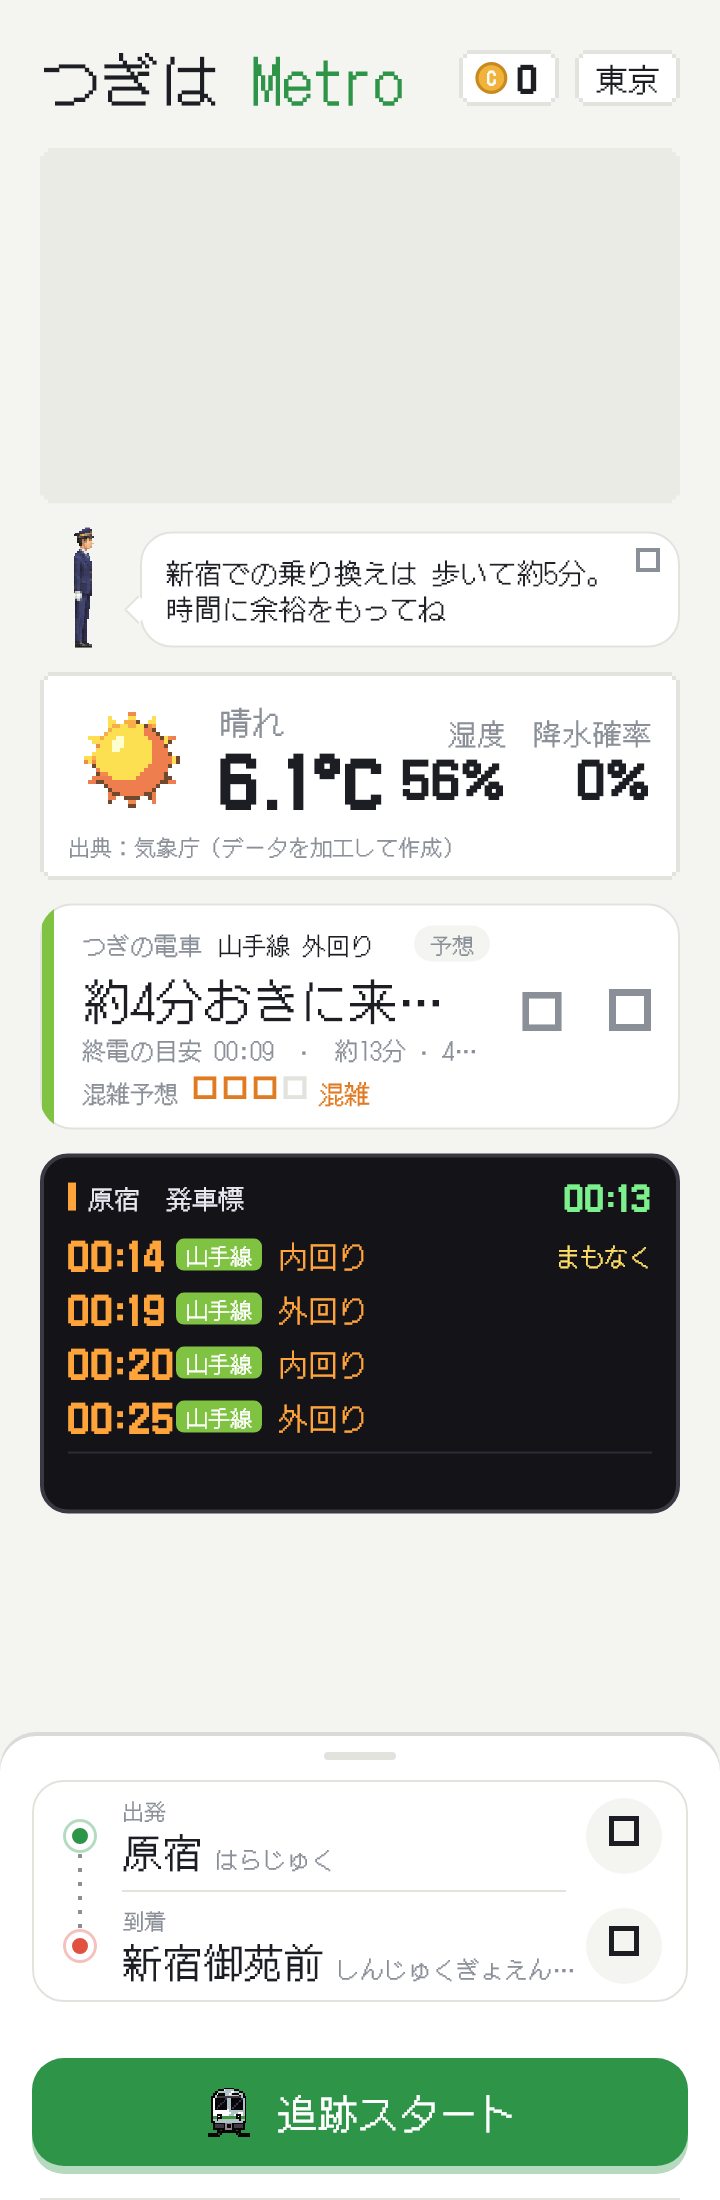 つぎは Metro
C 0
東京
新宿での乗り換えは 歩いて約5分。
時間に余裕をもってね
晴れ
6.1°C
湿度
56%
降水確率
0%
出典：気象庁（データを加工して作成）
つぎの電車 山手線 外回り 予想
約4分おきに来…
終電の目安 00:09 ・ 約13分 ・ 4…
混雑予想 混雑
原宿 発車標 00:13
00:14 山手線 内回り まもなく
00:19 山手線 外回り
00:20 山手線 内回り
00:25 山手線 外回り
出発
原宿 はらじゅく
到着
新宿御苑前 しんじゅくぎょえん…
追跡スタート